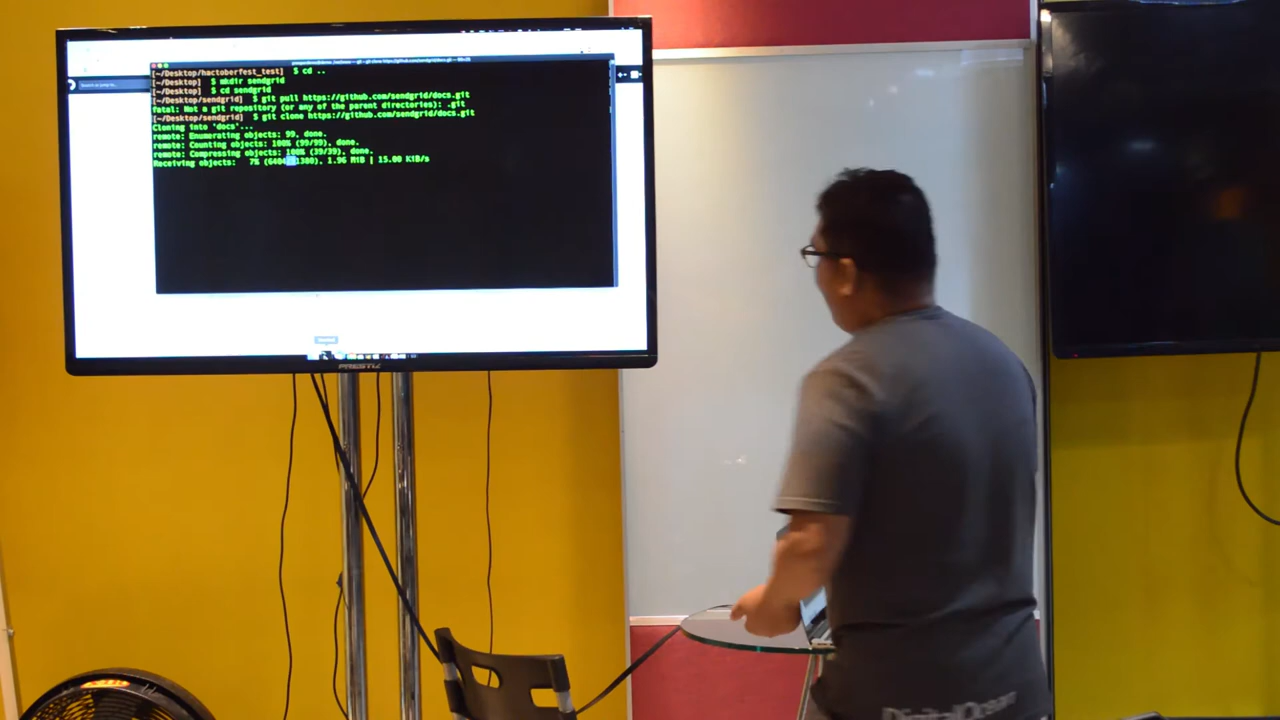 [~/Desktop/hactoberfest_test] $ cd ..
[~/Desktop] $ mkdir sendgrid
[~/Desktop] $ cd sendgrid
[~/Desktop/sendgrid] $ git pull https://github.com/sendgrid/docs.git
fatal: Not a git repository (or any of the parent directories): .git
[~/Desktop/sendgrid] $ git clone https://github.com/sendgrid/docs.git
Cloning into 'docs'...
remote: Enumerating objects: 99, done.
remote: Counting objects: 100% (99/99), done.
remote: Compressing objects: 100% (39/39), done.
Receiving objects: 7% 1.96 MiB | 15.00 KiB/s
DigitalOcean